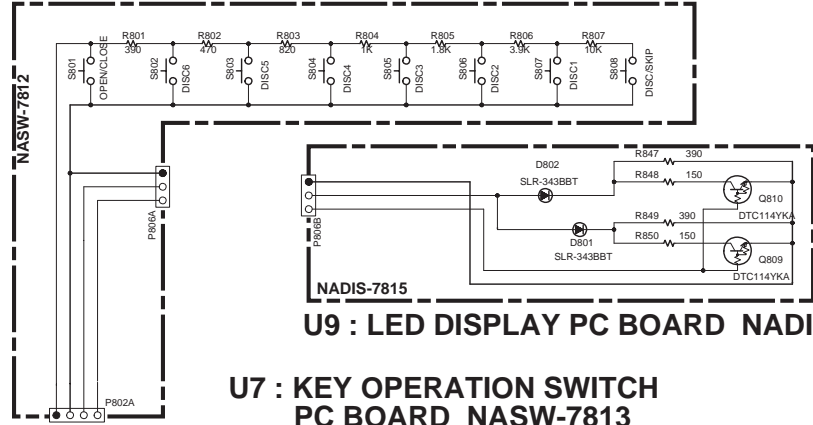 R801 R802 R803 R804 R805 R806 R807
390 470 820 1K 1.8K 3.9K 10K
S801 OPEN/CLOSE
S802 DISC6
S803 DISC5
S804 DISC4
S805 DISC3
S806 DISC2
S807 DISC1
S808 DISC/SKIP
NASW-7812
P806A
P802A
R847 390
D802
SLR-343BBT
R848 150
Q810
DTC114YKA
R849 390
R850 150
D801
SLR-343BBT
Q809
DTC114YKA
P806B
NADIS-7815
U9 : LED DISPLAY PC BOARD NADI
U7 : KEY OPERATION SWITCH
PC BOARD NASW-7813